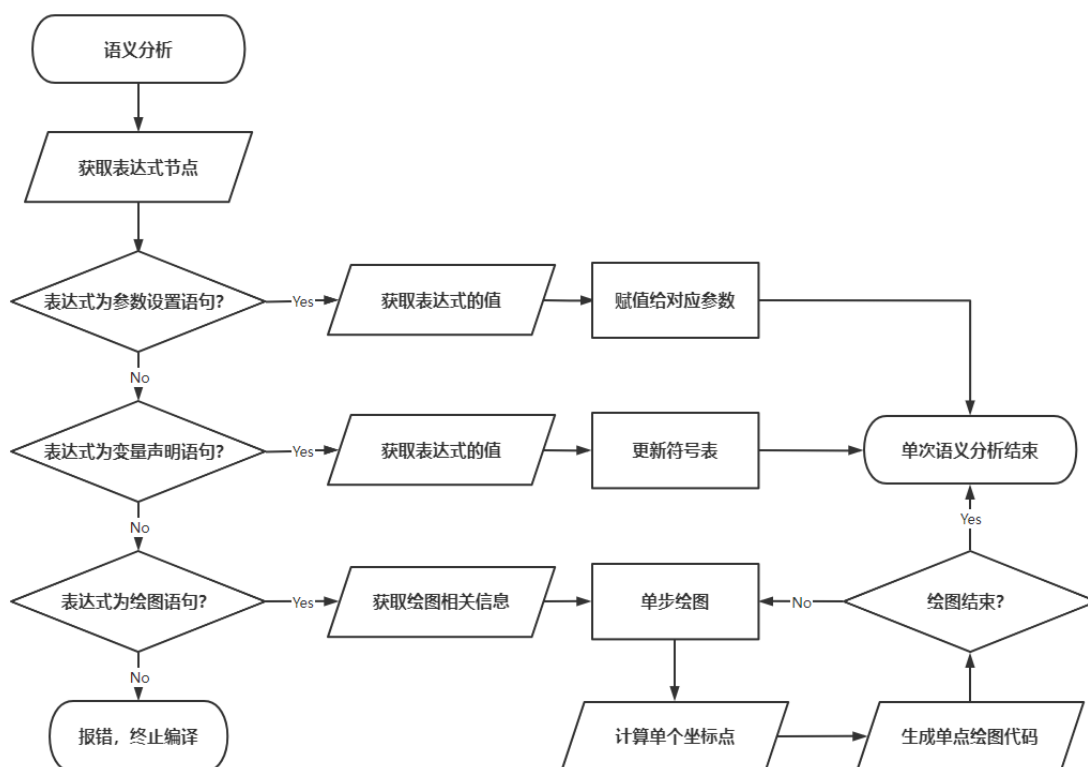 语义分析
获取表达式节点
表达式为参数设置语句?
Yes
获取表达式的值
赋值给对应参数
No
表达式为变量声明语句?
Yes
获取表达式的值
更新符号表
单次语义分析结束
No
Yes
表达式为绘图语句?
Yes
获取绘图相关信息
单步绘图
No
绘图结束?
No
报错，终止编译
计算单个坐标点
生成单点绘图代码